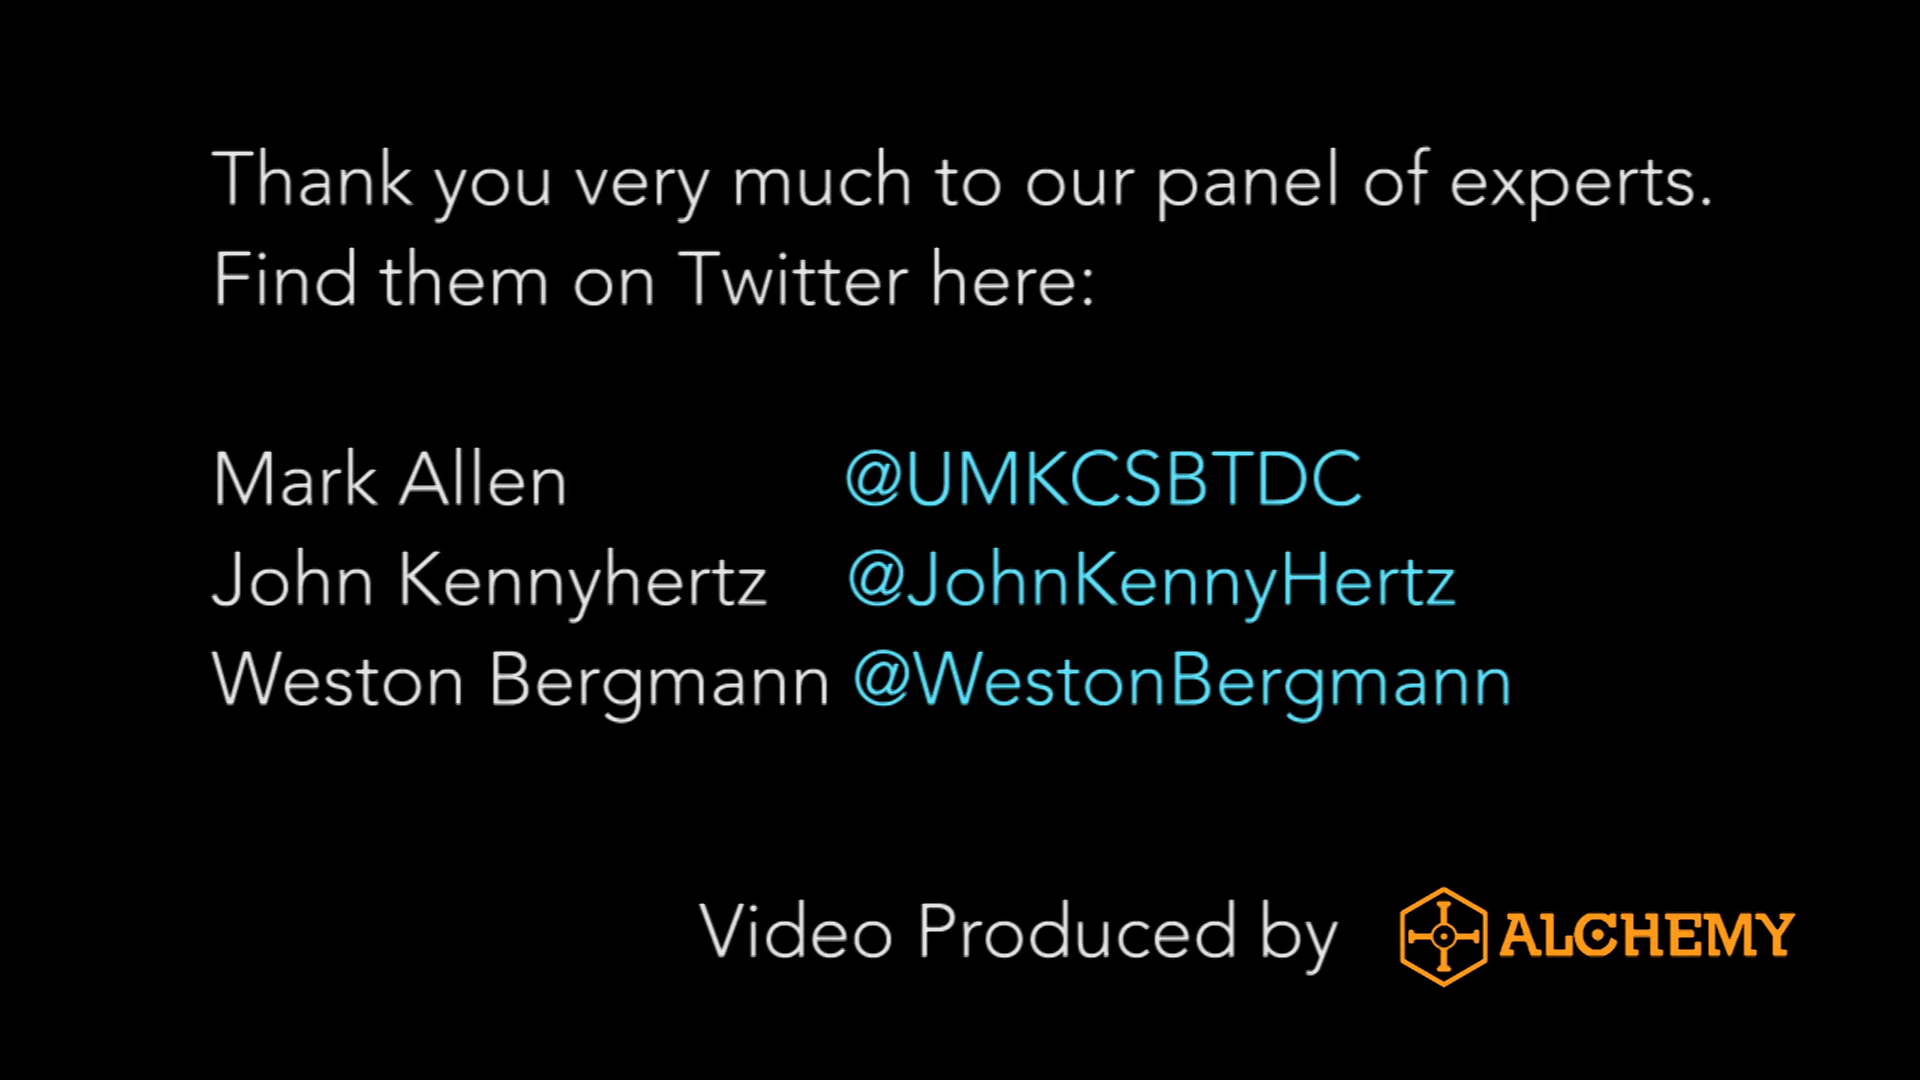 Thank you very much to our panel of experts.
Find them on Twitter here:
Mark Allen @UMKCSBTDC
John Kennyhertz @JohnKennyHertz
Weston Bergmann @WestonBergmann
Video Produced by ALCHEMY